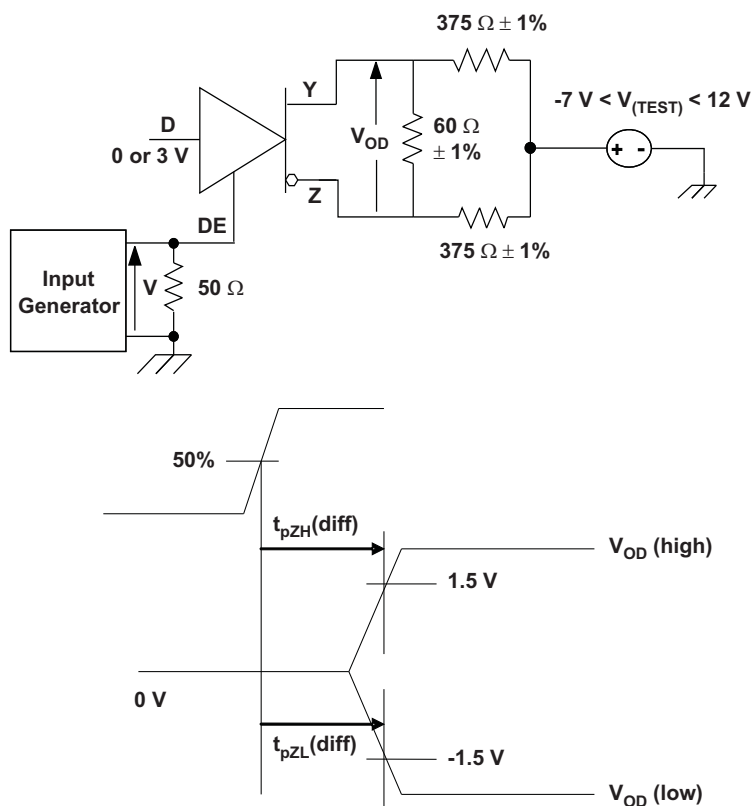 375 Ω ± 1%
Y
-7 V < V(TEST) < 12 V
D
VOD
60 Ω
± 1%
+ -
0 or 3 V
Z
DE
375 Ω ± 1%
Input
Generator
V
50 Ω
50%
tpZH(diff)
VOD (high)
1.5 V
0 V
tpZL(diff)
-1.5 V
VOD (low)